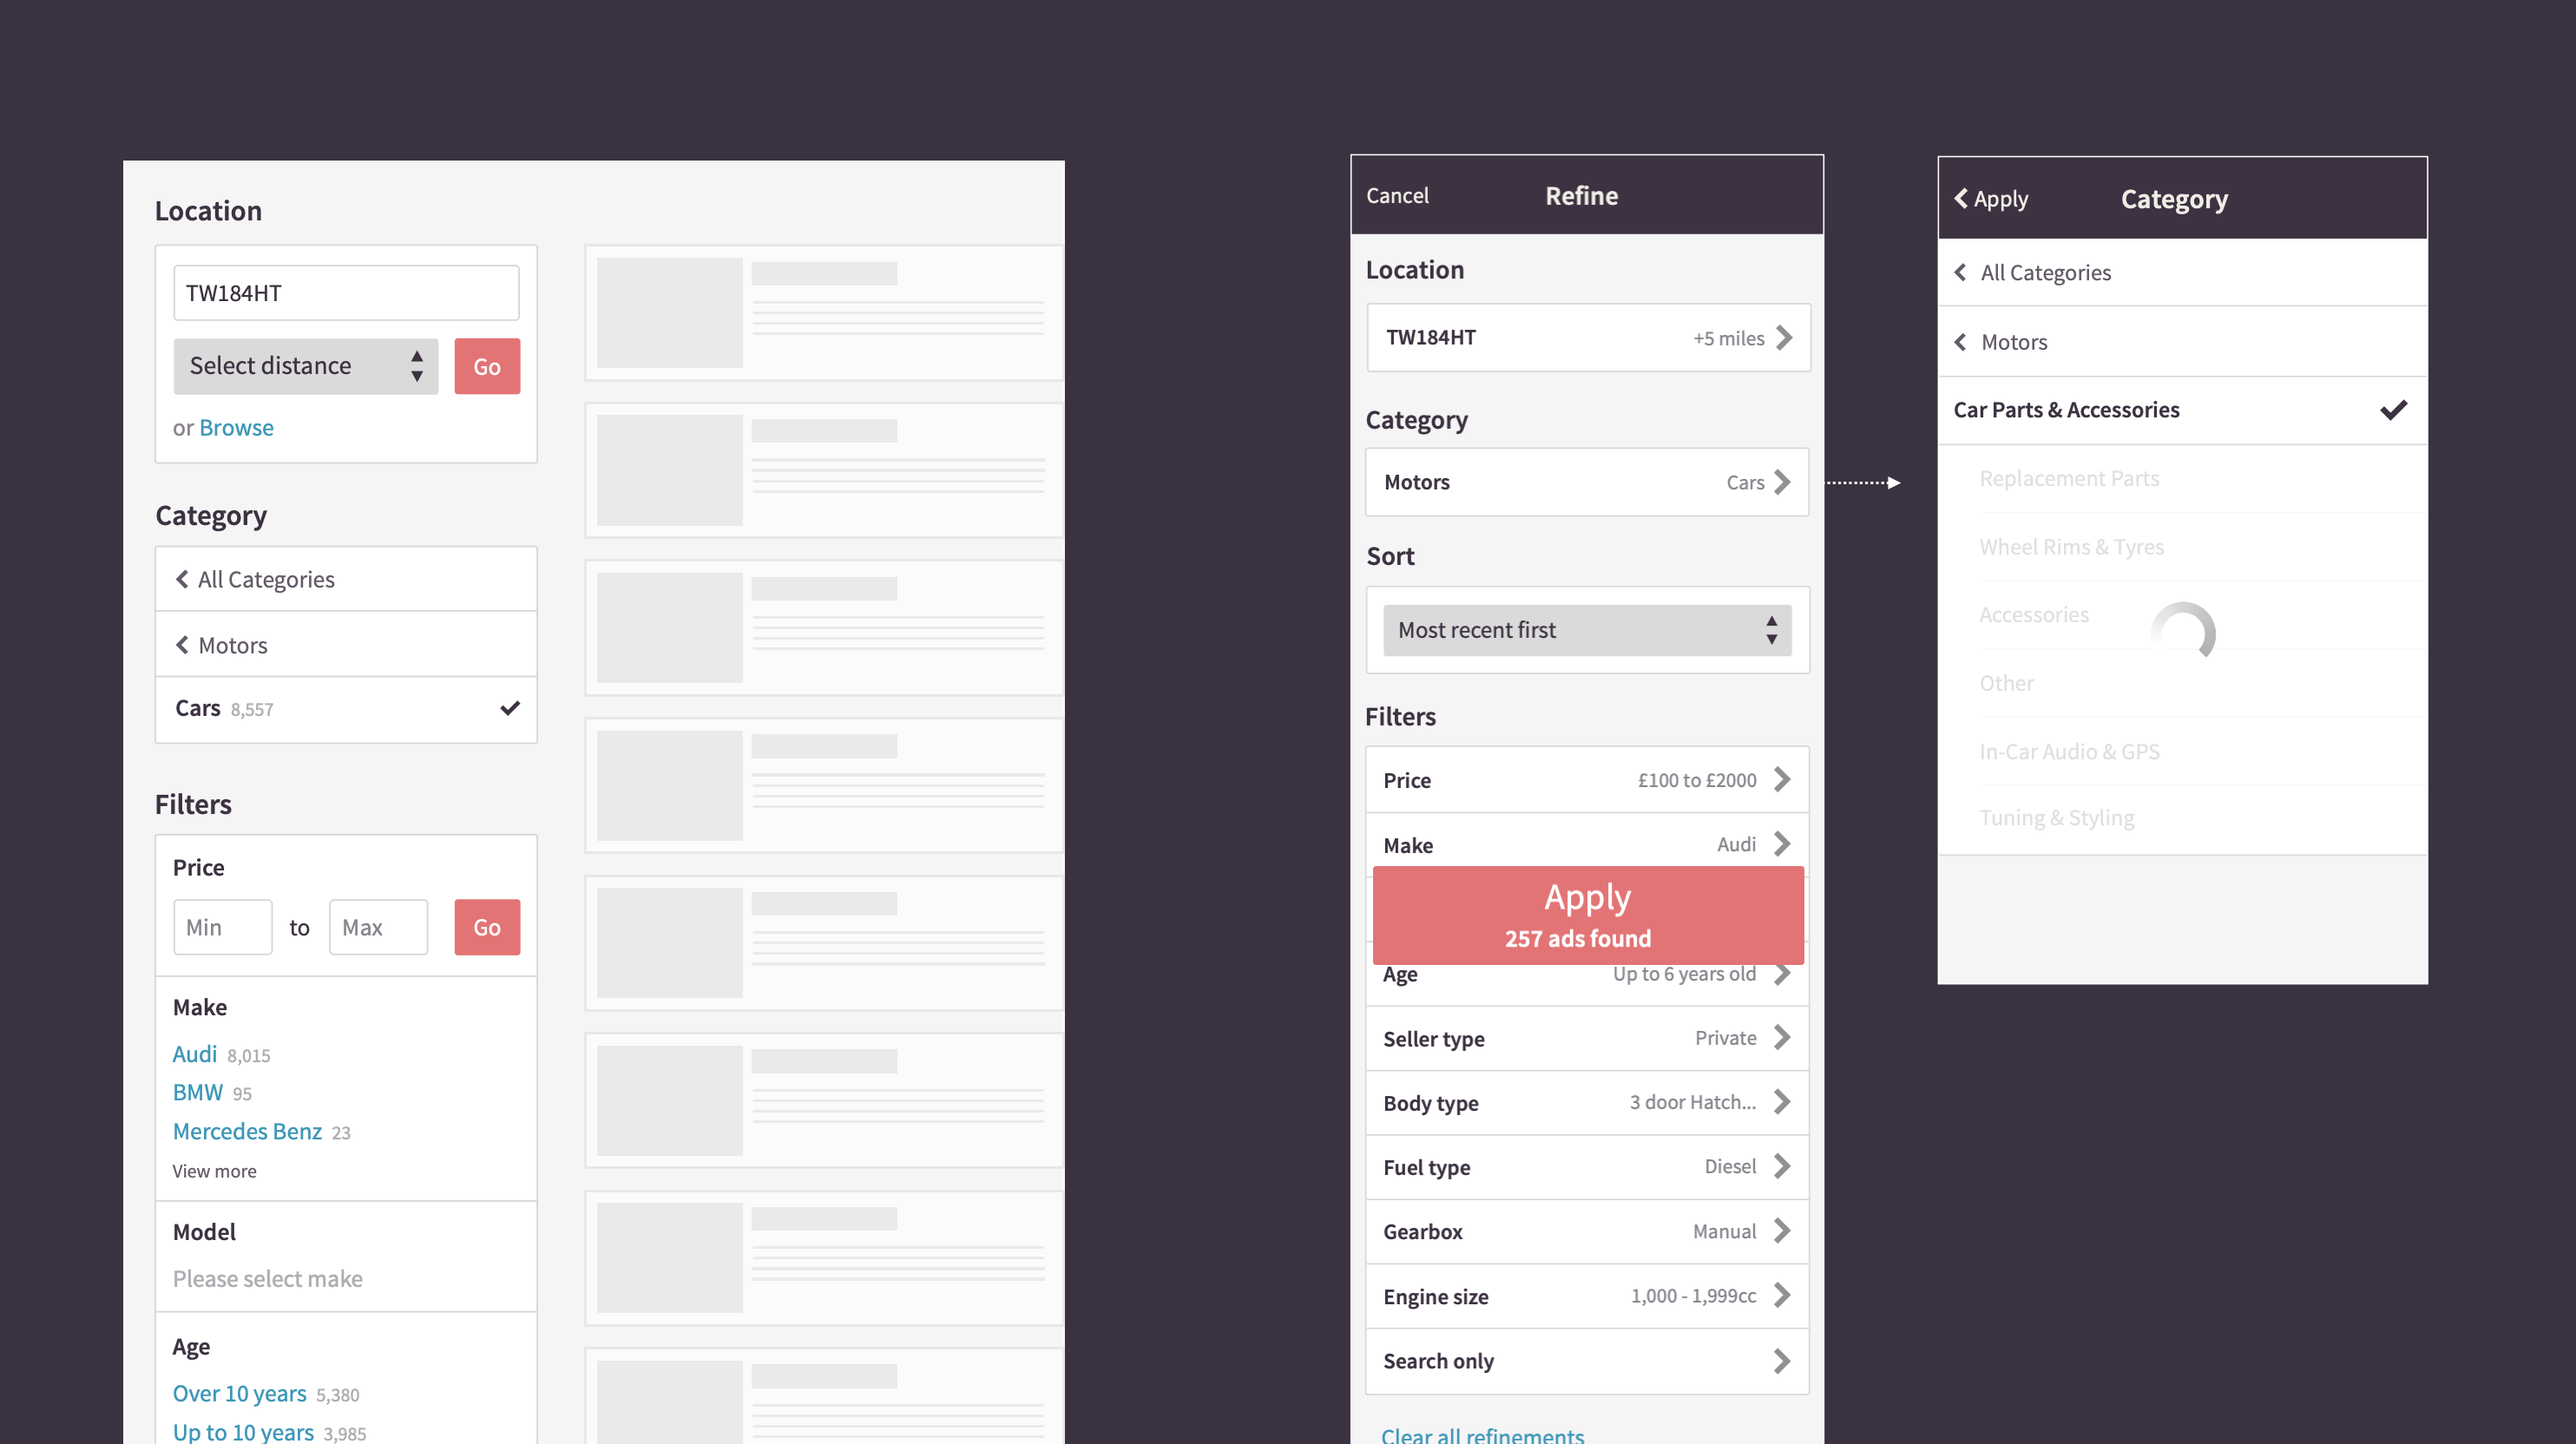 Location
TW184HT
Select distance
Go
or Browse
Category
All Categories
Motors
Cars 8,557
Filters
Price
Min to Max Go
Make
Audi 8,015
BMW 95
Mercedes Benz 23
View more
Model
Please select make
Age
Over 10 years 5,380
Up to 10 years 3,985
Cancel Refine
Location
TW184HT +5 miles
Category
Motors Cars
Sort
Most recent first
Filters
Price £100 to £2000
Make Audi
Apply
257 ads found
Age Up to 6 years old
Seller type Private
Body type 3 door Hatch...
Fuel type Diesel
Gearbox Manual
Engine size 1,000 - 1,999cc
Search only
Clear all refinements
Apply Category
All Categories
Motors
Car Parts & Accessories
Replacement Parts
Wheel Rims & Tyres
Accessories
Other
In-Car Audio & GPS
Tuning & Styling